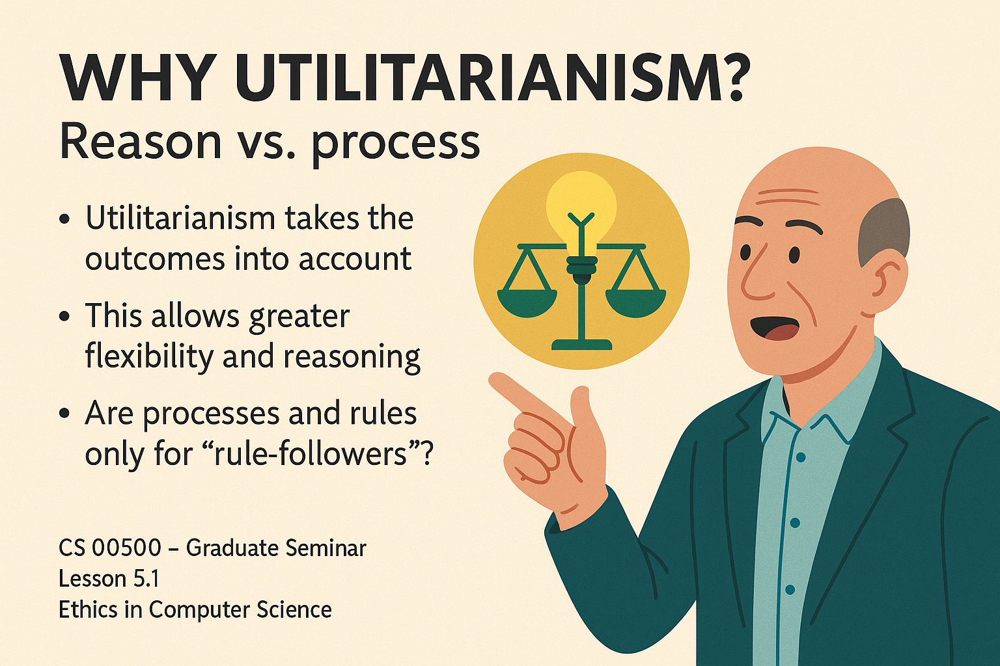 WHY UTILITARIANISM?
Reason vs. process
• Utilitarianism takes the
outcomes into account
• This allows greater
flexibility and reasoning
• Are processes and rules
only for “rule-followers”?
CS 00500 – Graduate Seminar
Lesson 5.1
Ethics in Computer Science